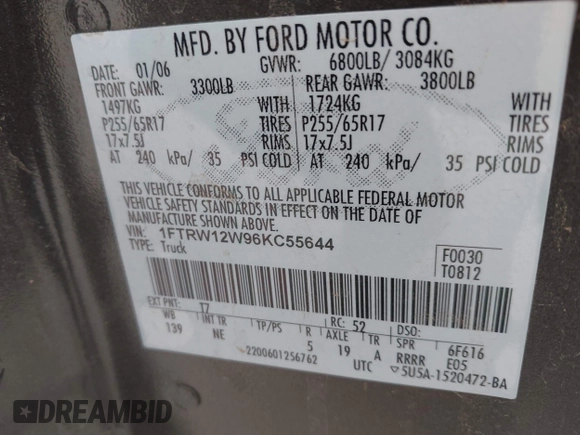 MFD. BY FORD MOTOR CO.
DATE: 01/06 GVWR: 6800LB/ 3084KG
FRONT GAWR: 3300LB REAR GAWR: 3800LB
1497KG WITH 1724KG WITH
P255/65R17 TIRES P255/65R17 TIRES
17x7.5J RIMS 17x7.5J RIMS
AT 240 kPa/ 35 PSI COLD AT 240 kPa/ 35 PSI COLD
THIS VEHICLE CONFORMS TO ALL APPLICABLE FEDERAL MOTOR
VEHICLE SAFETY STANDARDS IN EFFECT ON THE DATE OF
MANUFACTURE SHOWN ABOVE.
VIN: 1FTRW12W96KC55644
TYPE: Truck
F0030
T0812
EXT PNT: T7 RC: 52 DSO:
WB INT TR TP/PS R AXLE TR SPR 6F616
139 NE 5 19 A RRRR E05
2200601256762 UTC ▽5U5A-1520472-BA
DREAMBID